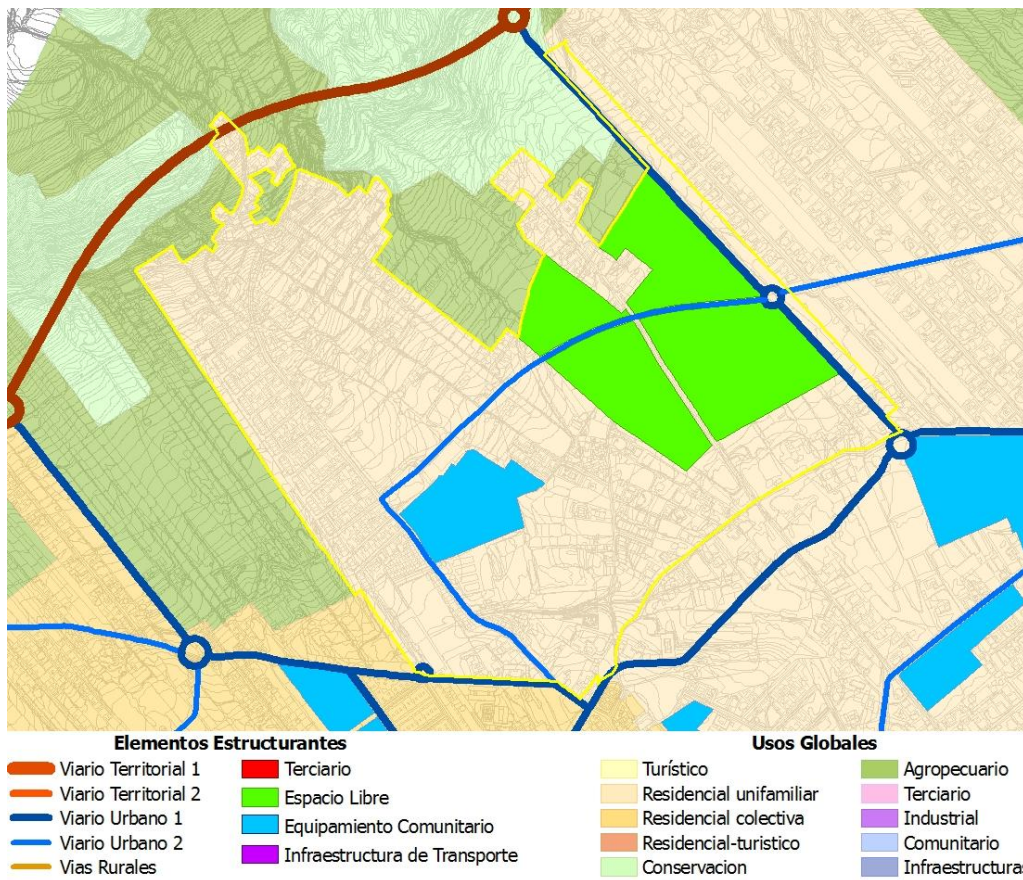 Elementos Estructurantes
Viario Territorial 1
Viario Territorial 2
Viario Urbano 1
Viario Urbano 2
Vias Rurales
Terciario
Espacio Libre
Equipamiento Comunitario
Infraestructura de Transporte
Usos Globales
Turístico
Residencial unifamiliar
Residencial colectiva
Residencial-turistico
Conservacion
Agropecuario
Terciario
Industrial
Comunitario
Infraestructura